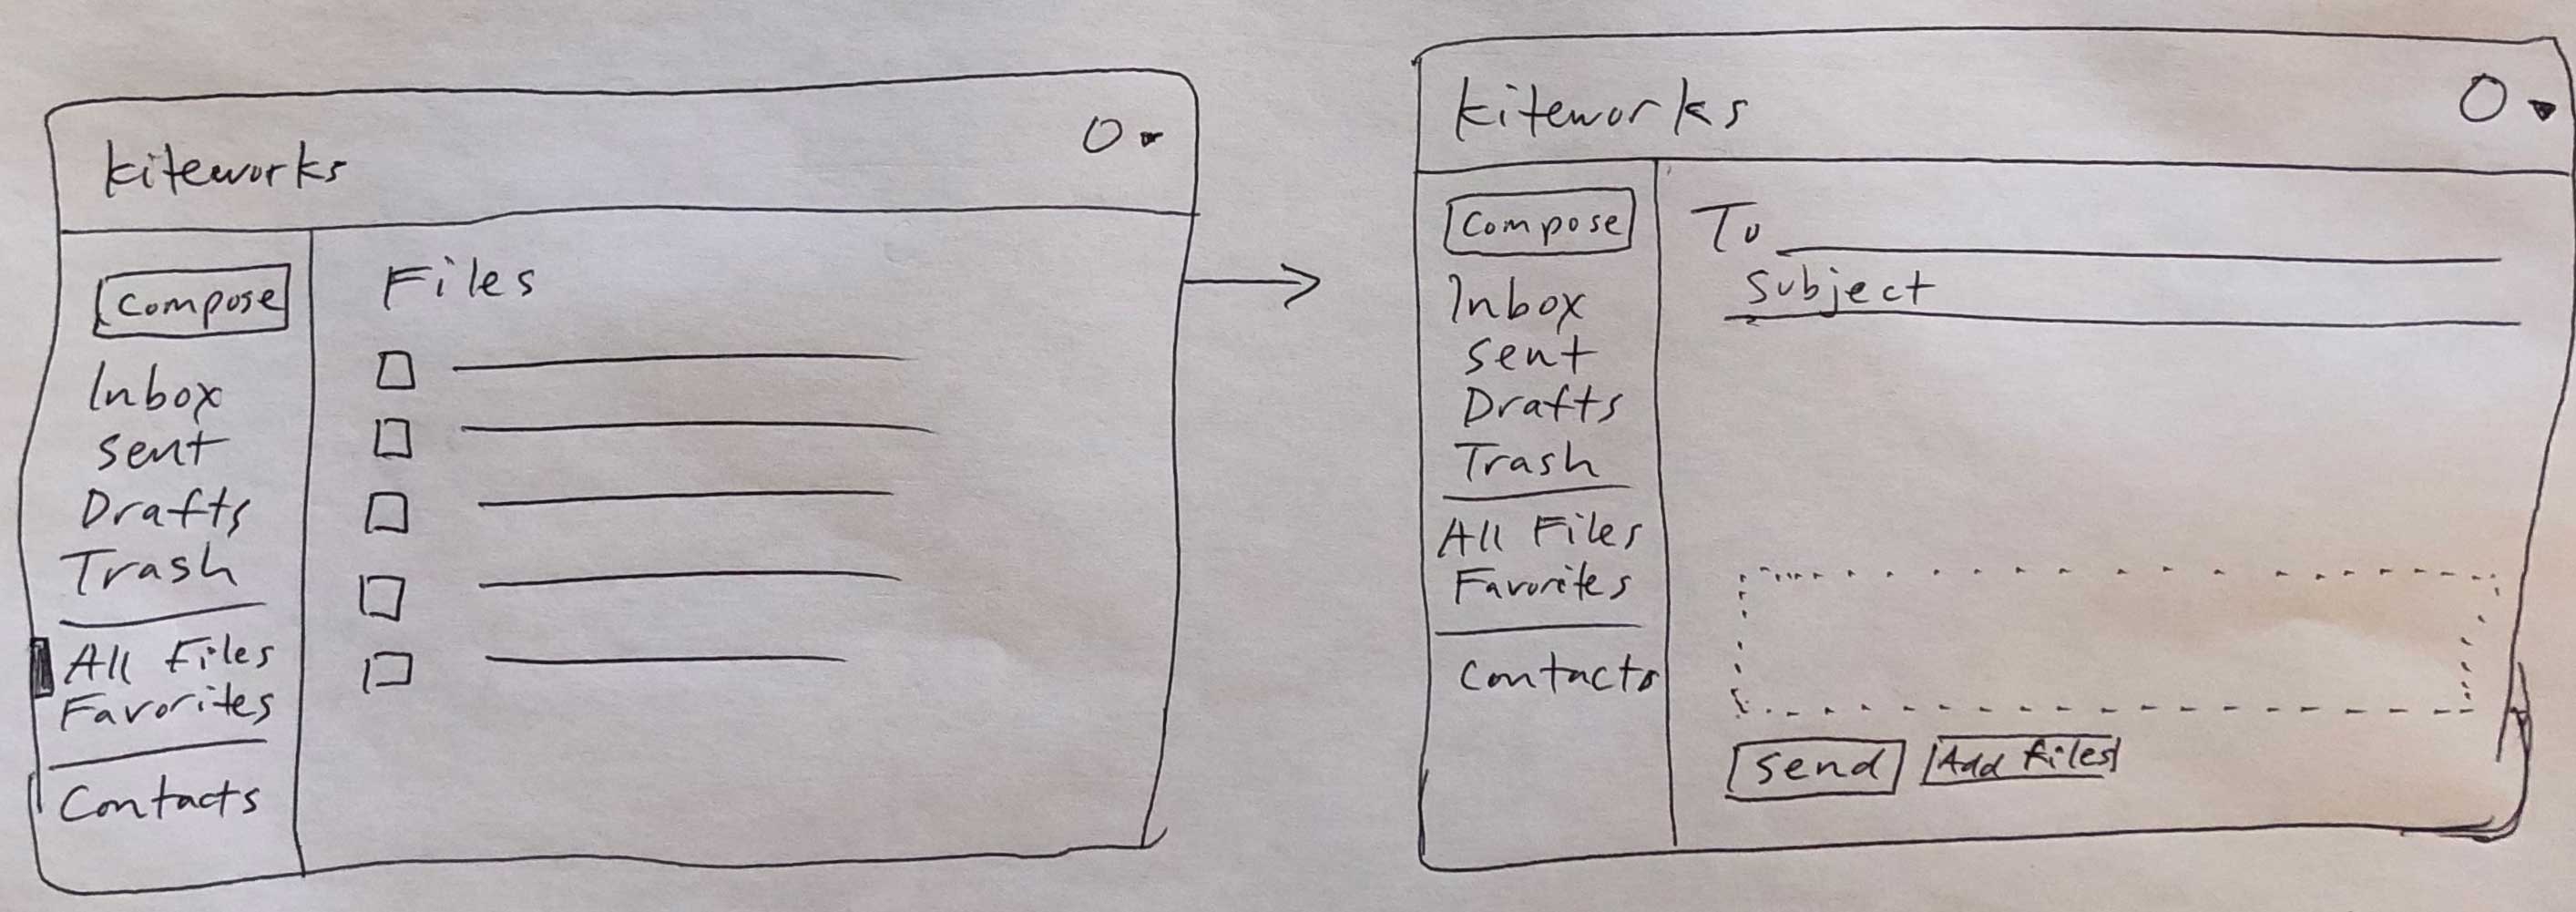 kiteworks
Compose
Inbox
Sent
Drafts
Trash
All Files
Favorites
Contacts
Files
kiteworks
Compose
Inbox
Sent
Drafts
Trash
All Files
Favorites
Contacts
To
Subject
Send
Add Files